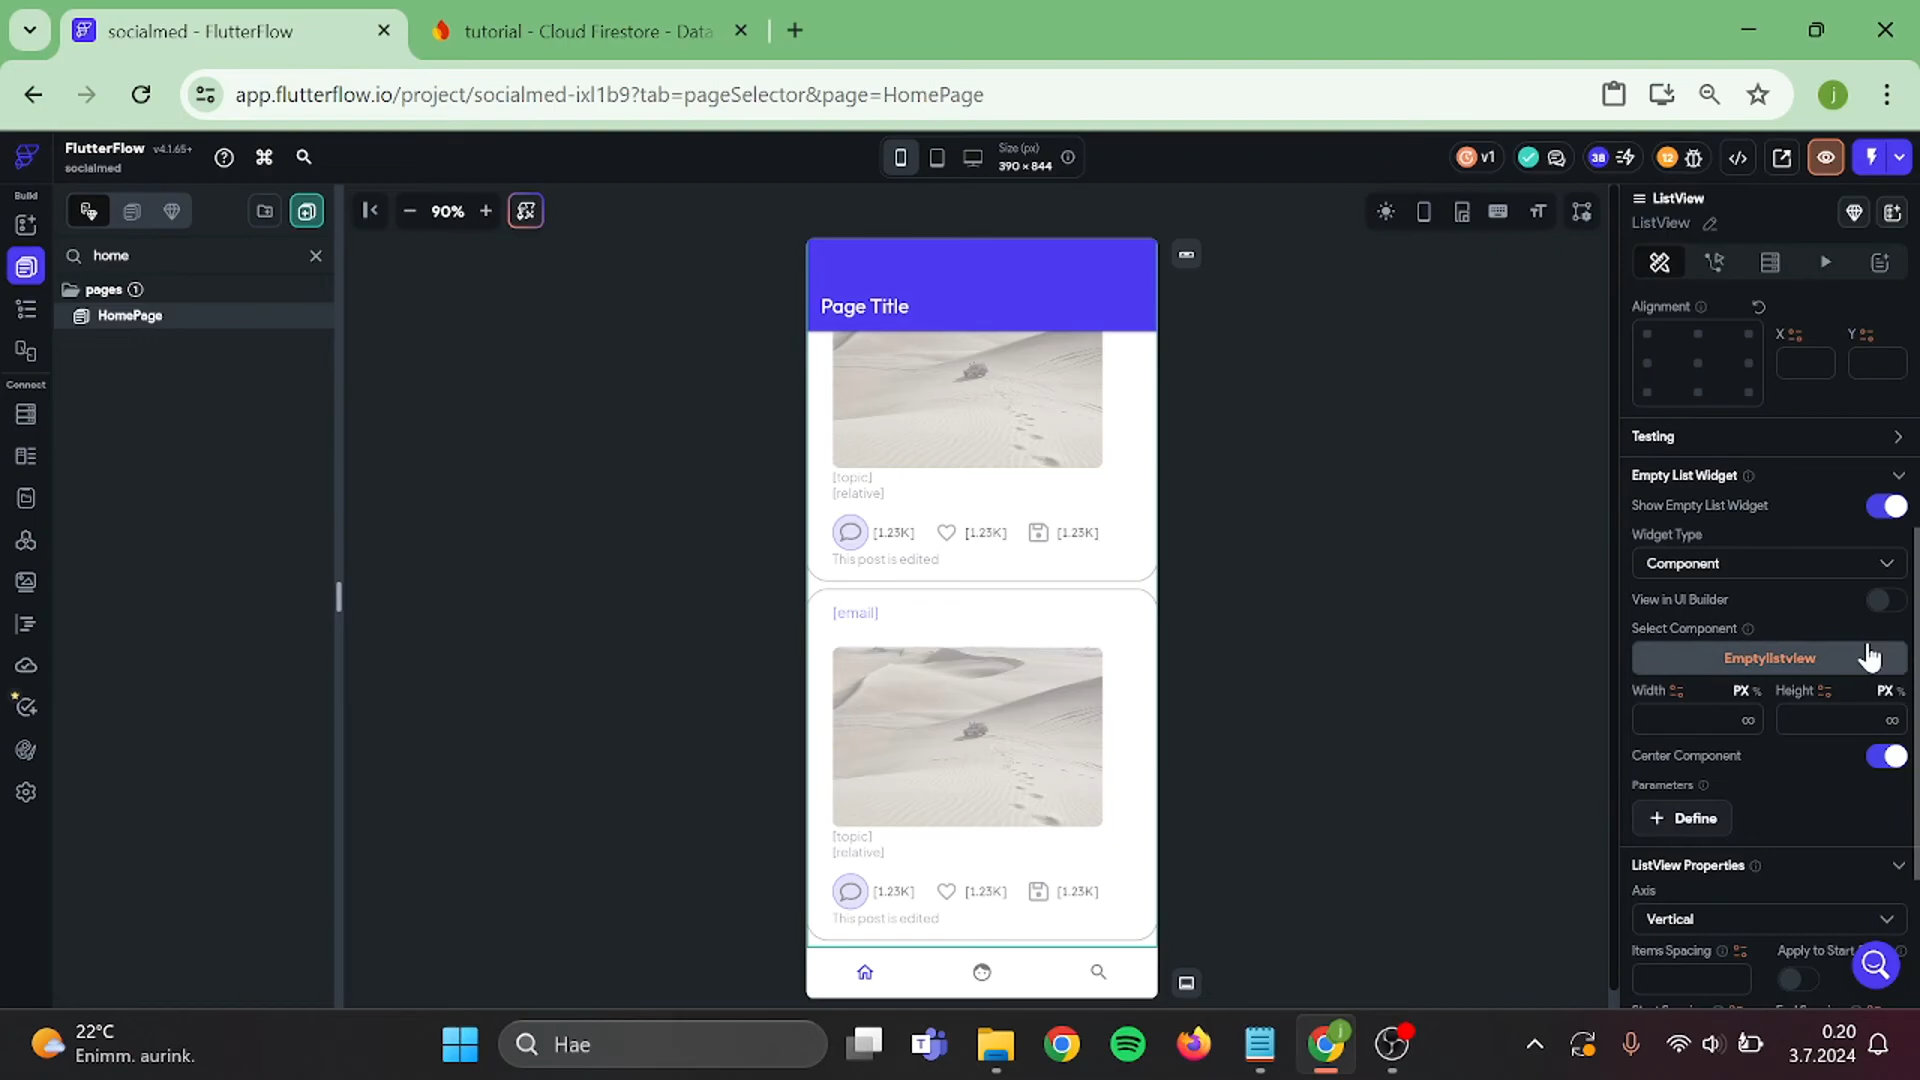 socialmed - FlutterFlow
tutorial - Cloud Firestore - Data
app.flutterflow.io/project/socialmed-ixl1b9?tab=pageSelector&page=HomePage
j
FlutterFlow v4.1.65+
socialmed
Size (px)
390 × 844
v1
38
12
Build
Connect
90%
home
pages 1
HomePage
Page Title
[topic]
[relative]
[1.23K] [1.23K] [1.23K]
This post is edited
[email]
[topic]
[relative]
[1.23K] [1.23K] [1.23K]
This post is edited
ListView
ListView
Alignment
X Y
Testing
Empty List Widget
Show Empty List Widget
Widget Type
Component
View in UI Builder
Select Component
Emptylistview
Width PX % Height PX %
∞ ∞
Center Component
Parameters
+ Define
ListView Properties
Axis
Vertical
Items Spacing Apply to Start
22°C
Enimm. aurink.
Hae
0.20
3.7.2024